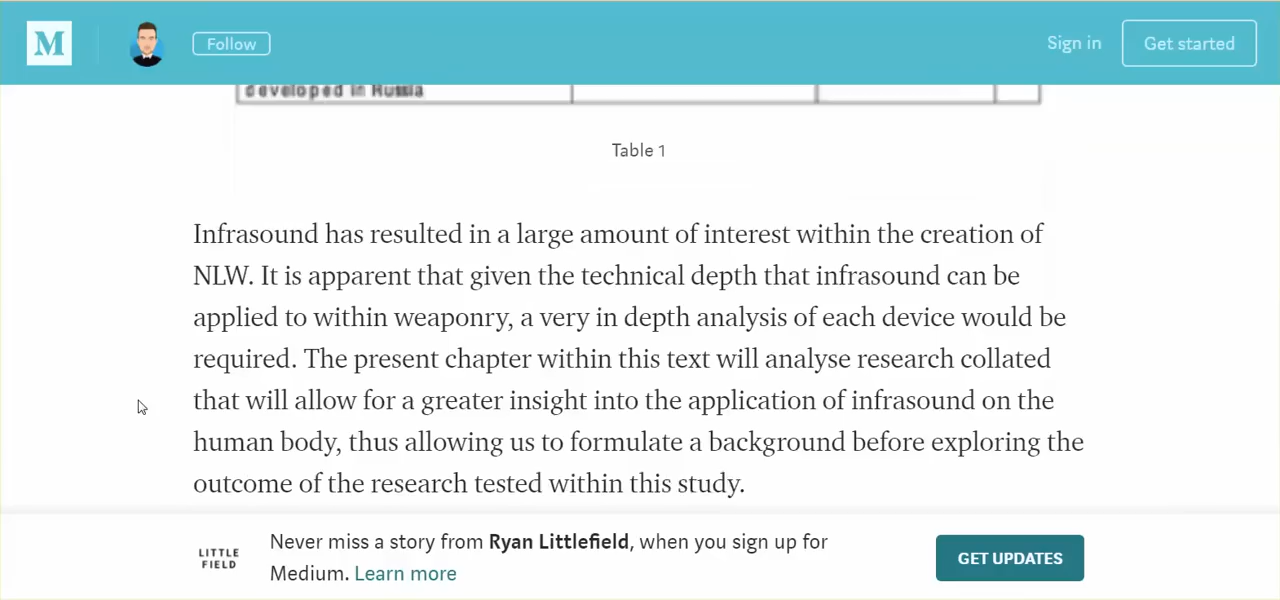 M
Follow
Sign in
Get started
developed in Russia
Table 1
Infrasound has resulted in a large amount of interest within the creation of
NLW. It is apparent that given the technical depth that infrasound can be
applied to within weaponry, a very in depth analysis of each device would be
required. The present chapter within this text will analyse research collated
that will allow for a greater insight into the application of infrasound on the
human body, thus allowing us to formulate a background before exploring the
outcome of the research tested within this study.
LITTLE
FIELD
Never miss a story from Ryan Littlefield, when you sign up for
Medium. Learn more
GET UPDATES